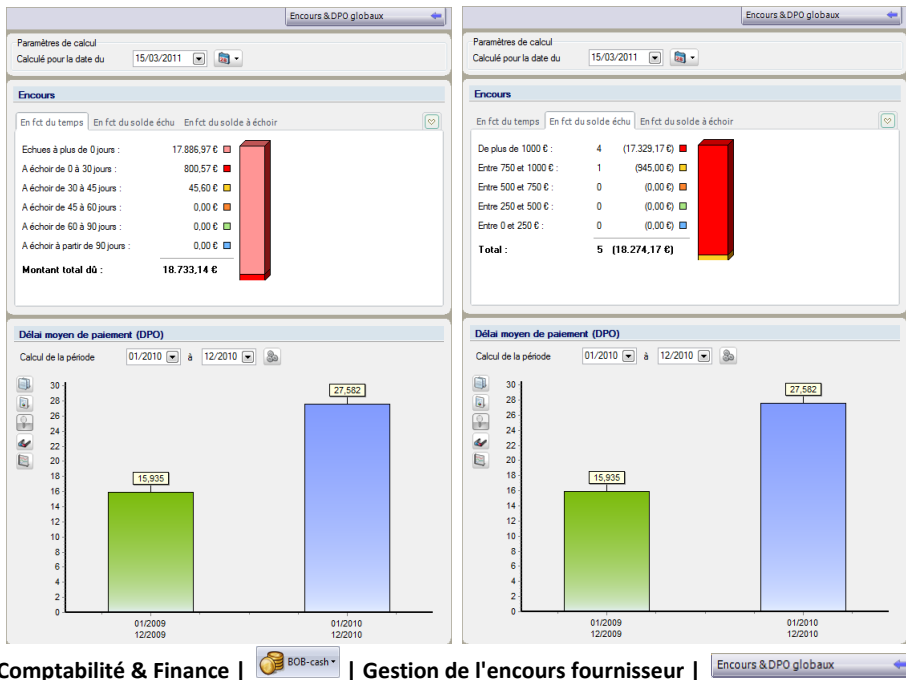 Encours & DPO globaux
Paramètres de calcul
Calculé pour la date du 15/03/2011
Encours
En fct du temps En fct du solde échu En fct du solde à échoir
Echues à plus de 0 jours : 17.886,97 €
A échoir de 0 à 30 jours : 800,57 €
A échoir de 30 à 45 jours : 45,60 €
A échoir de 45 à 60 jours : 0,00 €
A échoir de 60 à 90 jours : 0,00 €
A échoir à partir de 90 jours : 0,00 €
Montant total dû : 18.733,14 €
Délai moyen de paiement (DPO)
Calcul de la période 01/2010 à 12/2010
30
28
26
24
22
20
18
16
14
12
10
8
6
4
2
0
15,935
27,582
01/2009
12/2009
01/2010
12/2010
Encours & DPO globaux
Paramètres de calcul
Calculé pour la date du 15/03/2011
Encours
En fct du temps En fct du solde échu En fct du solde à échoir
De plus de 1000 € : 4 (17.329,17 €)
Entre 750 et 1000 € : 1 (945,00 €)
Entre 500 et 750 € : 0 (0,00 €)
Entre 250 et 500 € : 0 (0,00 €)
Entre 0 et 250 € : 0 (0,00 €)
Total : 5 (18.274,17 €)
Délai moyen de paiement (DPO)
Calcul de la période 01/2010 à 12/2010
30
28
26
24
22
20
18
16
14
12
10
8
6
4
2
0
15,935
27,582
01/2009
12/2009
01/2010
12/2010
Comptabilité & Finance | BOB-cash | Gestion de l'encours fournisseur | Encours & DPO globaux